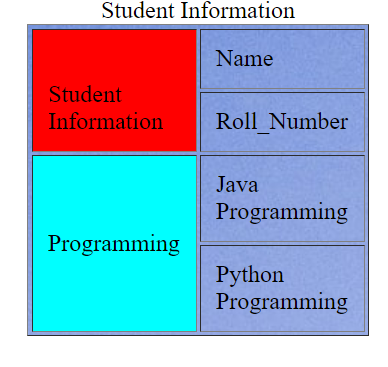 Student Information
Name
Student
Information
Roll_Number
Java
Programming
Programming
Python
Programming